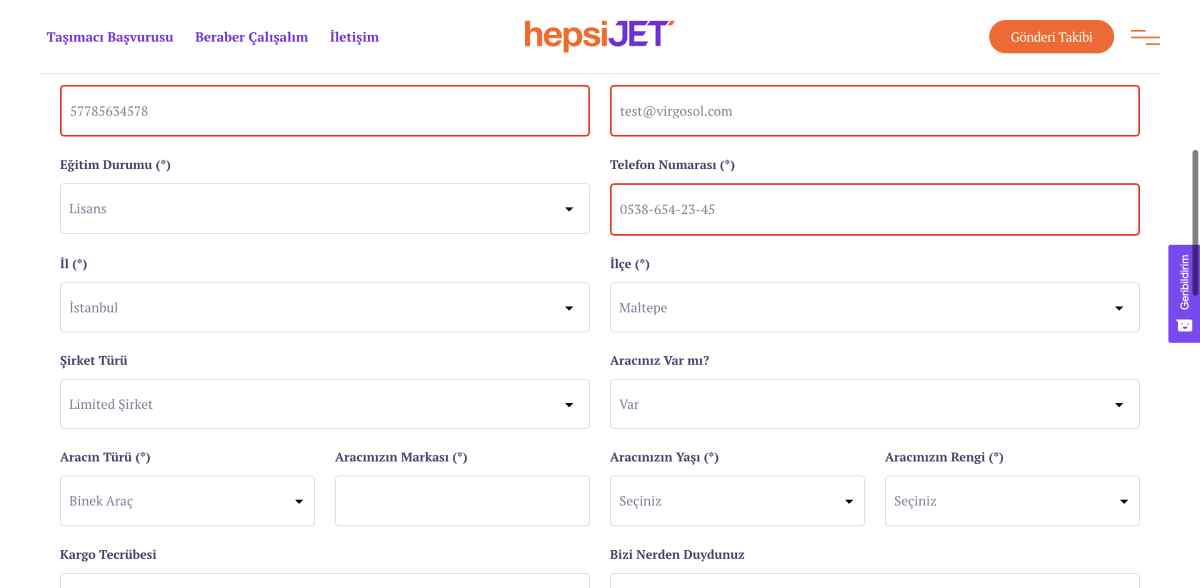 Taşımacı Başvurusu Beraber Çalışalım İletişim hepsiJET Gönderi Takibi
57785634578 test@virgosol.com
Eğitim Durumu (*) Telefon Numarası (*)
Lisans 0538-654-23-45
İl (*) İlçe (*)
İstanbul Maltepe
Geribildirim
Şirket Türü Aracınız Var mı?
Limited Şirket Var
Aracın Türü (*) Aracınızın Markası (*) Aracınızın Yaşı (*) Aracınızın Rengi (*)
Binek Araç Seçiniz Seçiniz
Kargo Tecrübesi Bizi Nerden Duydunuz